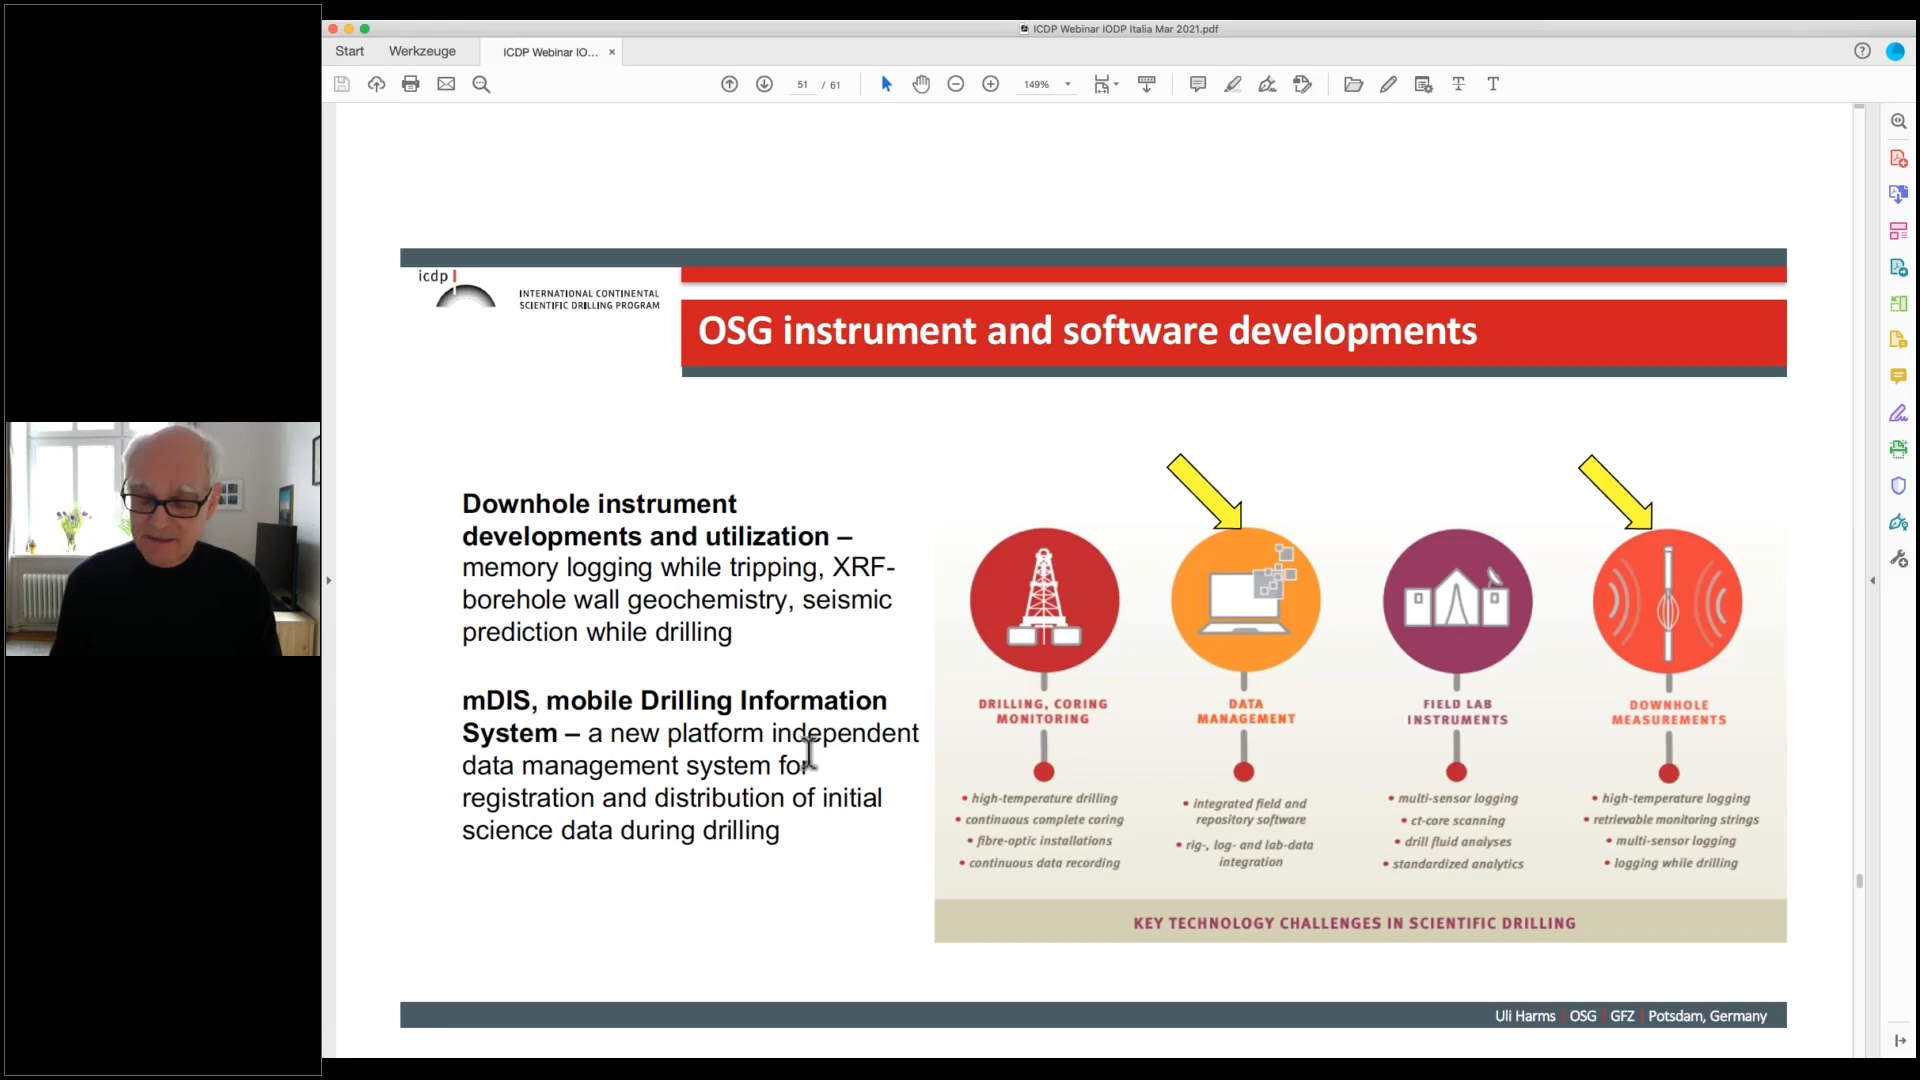 ICDP Webinar IODP Italia Mar 2021.pdf
Start
Werkzeuge
ICDP Webinar IO... ×
51 / 61
149%
icdp
INTERNATIONAL CONTINENTAL
SCIENTIFIC DRILLING PROGRAM
OSG instrument and software developments
Downhole instrument
developments and utilization –
memory logging while tripping, XRF-
borehole wall geochemistry, seismic
prediction while drilling
mDIS, mobile Drilling Information
System – a new platform independent
data management system for
registration and distribution of initial
science data during drilling
DRILLING, CORING
MONITORING
• high-temperature drilling
• continuous complete coring
• fibre-optic installations
• continuous data recording
DATA
MANAGEMENT
• integrated field and
repository software
• rig-, log- and lab-data
integration
FIELD LAB
INSTRUMENTS
• multi-sensor logging
• ct-core scanning
• drill fluid analyses
• standardized analytics
DOWNHOLE
MEASUREMENTS
• high-temperature logging
• retrievable monitoring strings
• multi-sensor logging
• logging while drilling
KEY TECHNOLOGY CHALLENGES IN SCIENTIFIC DRILLING
Uli Harms | OSG | GFZ | Potsdam, Germany